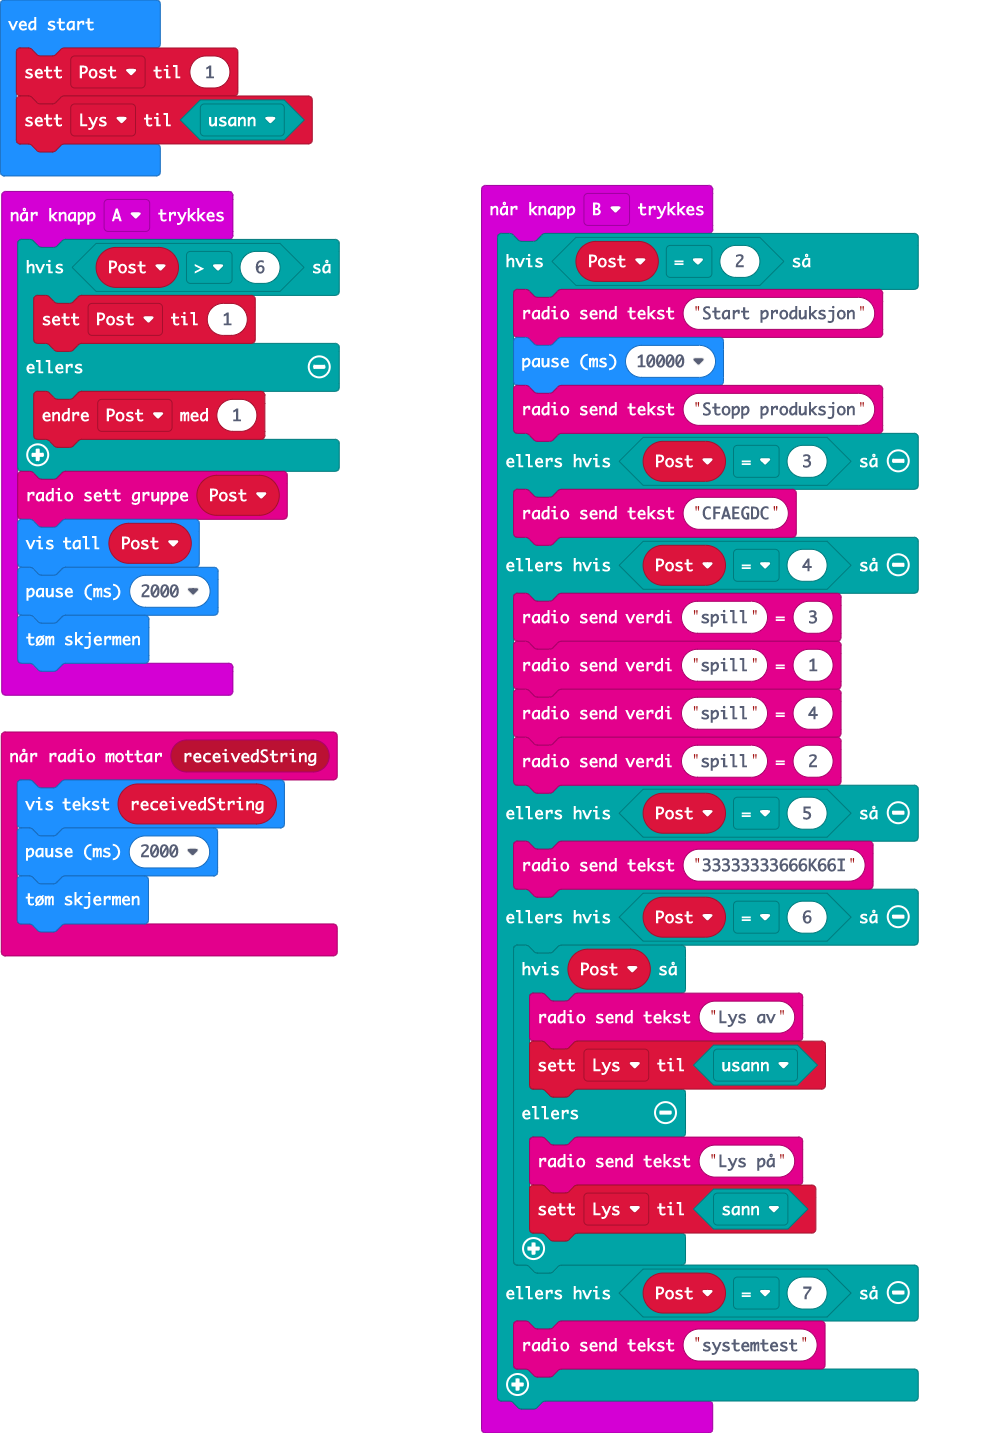 ved start
sett Post til 1
sett Lys til usann
når knapp A trykkes
hvis Post > 6 så
sett Post til 1
ellers
endre Post med 1
radio sett gruppe Post
vis tall Post
pause (ms) 2000
tøm skjermen
når radio mottar receivedString
vis tekst receivedString
pause (ms) 2000
tøm skjermen
når knapp B trykkes
hvis Post = 2 så
radio send tekst "Start produksjon"
pause (ms) 10000
radio send tekst "Stopp produksjon"
ellers hvis Post = 3 så
radio send tekst "CFAEGDC"
ellers hvis Post = 4 så
radio send verdi "spill" = 3
radio send verdi "spill" = 1
radio send verdi "spill" = 4
radio send verdi "spill" = 2
ellers hvis Post = 5 så
radio send tekst "33333333666K66I"
ellers hvis Post = 6 så
hvis Post så
radio send tekst "Lys av"
sett Lys til usann
ellers
radio send tekst "Lys på"
sett Lys til sann
ellers hvis Post = 7 så
radio send tekst "systemtest"